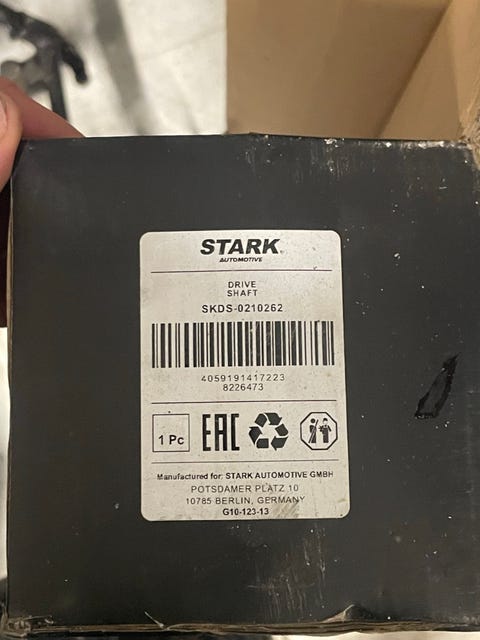 STARK
AUTOMOTIVE
DRIVE
SHAFT
SKDS-0210262
4059191417223
8226473
1 Pc
EAC
Manufactured for: STARK AUTOMOTIVE GMBH
POTSDAMER PLATZ 10
10785 BERLIN, GERMANY
G10-123-13